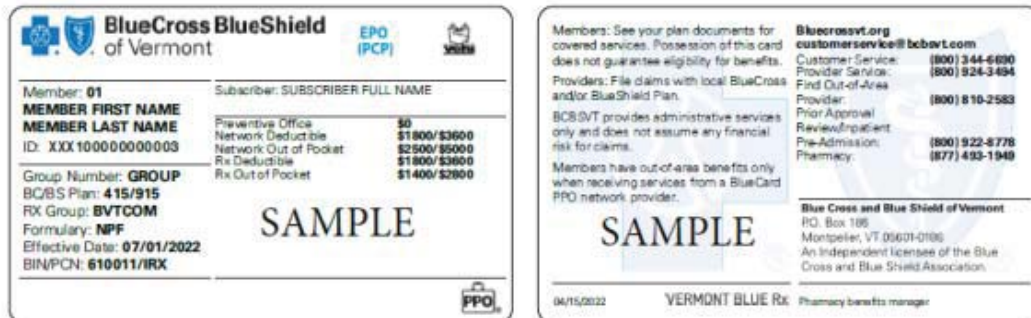 BlueCross BlueShield
of Vermont
EPO
(PCP)
Member: 01
MEMBER FIRST NAME
MEMBER LAST NAME
ID: XXX100000000003
Group Number: GROUP
BC/BS Plan: 415/915
RX Group: BVTCOM
Formulary: NPF
Effective Date: 07/01/2022
BIN/PCN: 610011/IRX
Subscriber: SUBSCRIBER FULL NAME
Preventive Office $0
Network Deductible $1800/$3600
Network Out of Pocket $2500/$5000
Rx Deductible $1800/$3600
Rx Out of Pocket $1400/$2800
SAMPLE
PPO
Members: See your plan documents for
covered services. Possession of this card
does not guarantee eligibility for benefits.
Providers: File claims with local BlueCross
and/or BlueShield Plan.
BCBSVT provides administrative services
only and does not assume any financial
risk for claims.
Members have out-of-area benefits only
when receiving services from a BlueCard
PPO network provider.
SAMPLE
04/15/2022
VERMONT BLUE Rx
Bluecrossvt.org
customerservice@bcbsvt.com
Customer Service: (800) 344-6690
Provider Service: (800) 924-3494
Find Out-of-Area
Provider: (800) 810-2583
Prior Approval
Review/Inpatient
Pre-Admission: (800) 922-8778
Pharmacy: (877) 493-1949
Blue Cross and Blue Shield of Vermont
P.O. Box 186
Montpelier, VT 05601-0186
An Independent licensee of the Blue
Cross and Blue Shield Association.
Pharmacy benefits manager